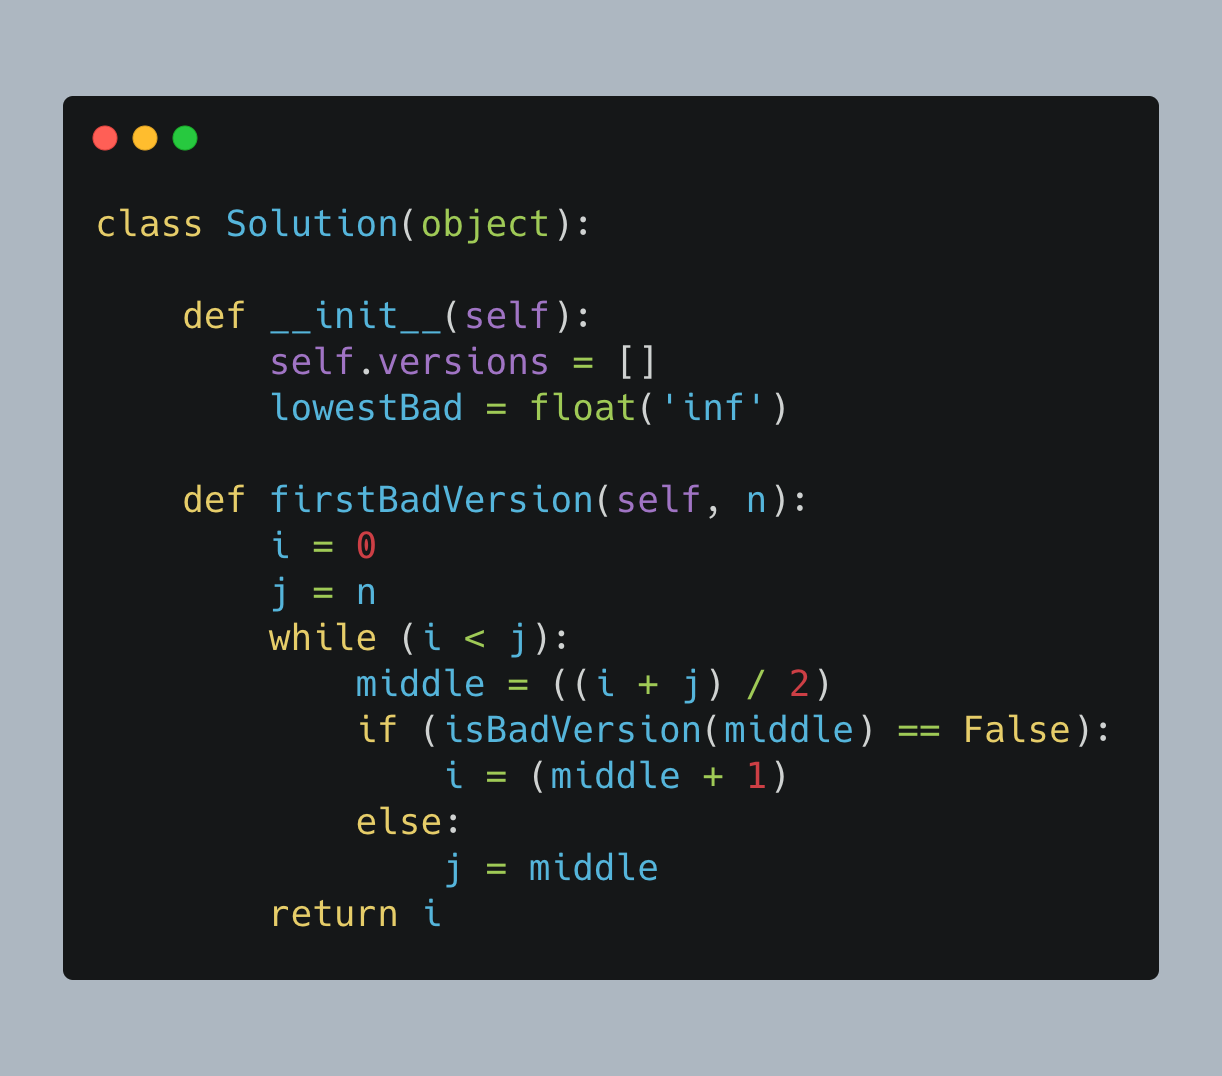 class Solution(object):

    def __init__(self):
        self.versions = []
        lowestBad = float('inf')

    def firstBadVersion(self, n):
        i = 0
        j = n
        while (i < j):
            middle = ((i + j) / 2)
            if (isBadVersion(middle) == False):
                i = (middle + 1)
            else:
                j = middle
        return i